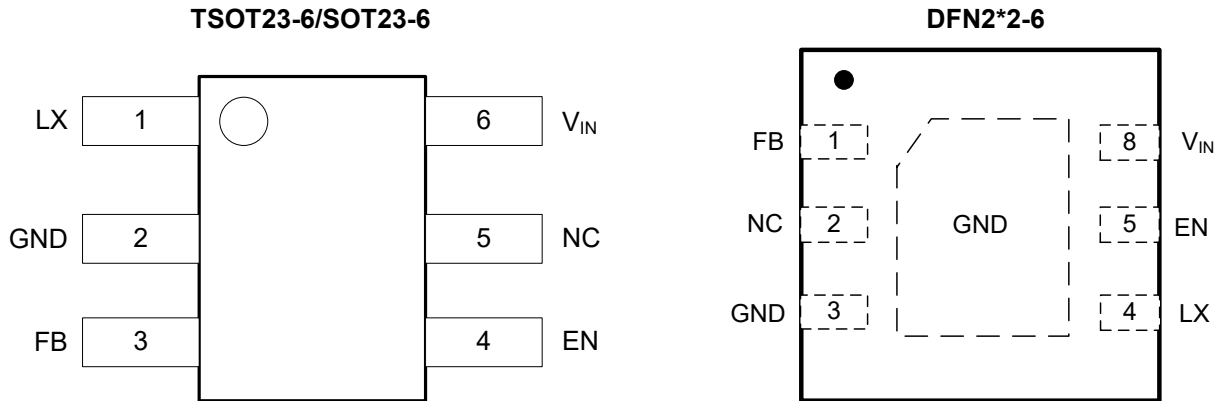 TSOT23-6/SOT23-6
LX 1 6 VIN
GND 2 5 NC
FB 3 4 EN
DFN2*2-6
FB 1 8 VIN
NC 2 GND 5 EN
GND 3 4 LX